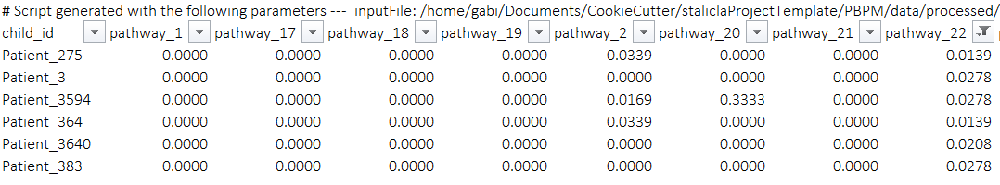 # Script generated with the following parameters --- inputFile: /home/gabi/Documents/CookieCutter/staliclaProjectTemplate/PBPM/data/processed/
child_id pathway_1 pathway_17 pathway_18 pathway_19 pathway_2 pathway_20 pathway_21 pathway_22
Patient_275 0.0000 0.0000 0.0000 0.0000 0.0339 0.0000 0.0000 0.0139
Patient_3 0.0000 0.0000 0.0000 0.0000 0.0000 0.0000 0.0000 0.0278
Patient_3594 0.0000 0.0000 0.0000 0.0000 0.0169 0.3333 0.0000 0.0278
Patient_364 0.0000 0.0000 0.0000 0.0000 0.0339 0.0000 0.0000 0.0139
Patient_3640 0.0000 0.0000 0.0000 0.0000 0.0000 0.0000 0.0000 0.0208
Patient_383 0.0000 0.0000 0.0000 0.0000 0.0000 0.0000 0.0000 0.0278